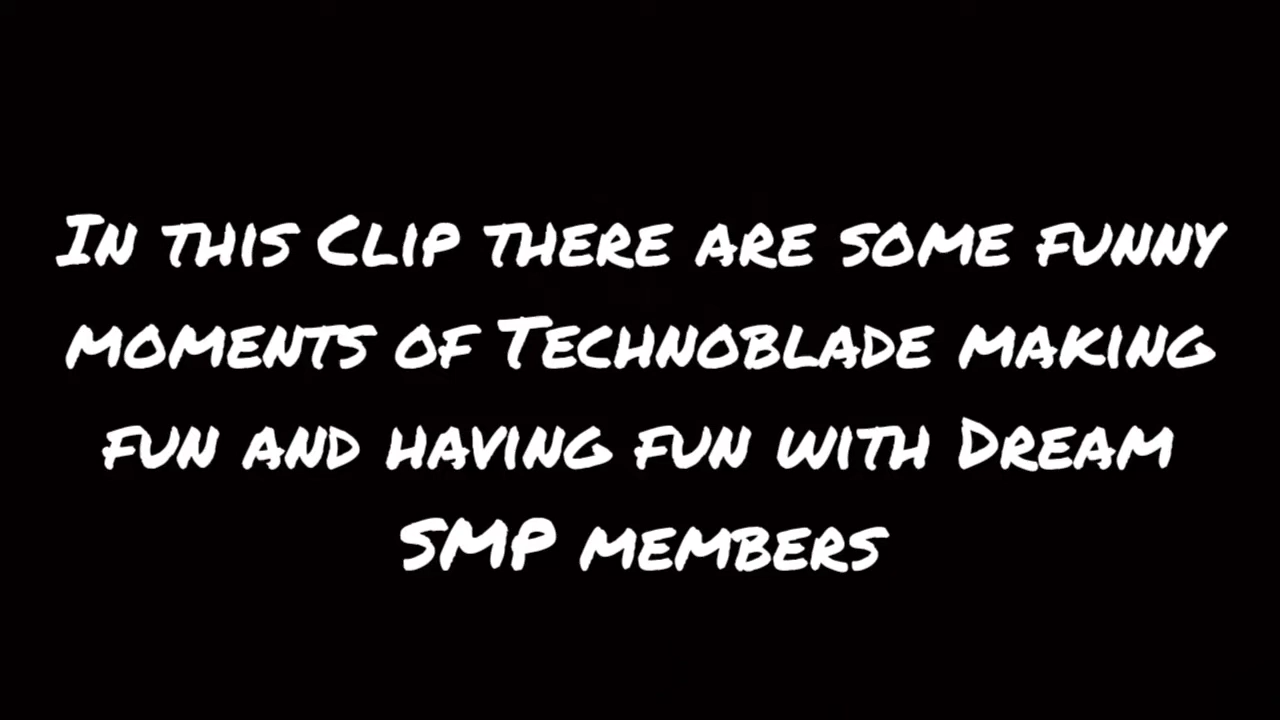 In this Clip there are some funny
moments of Technoblade making
fun and having fun with Dream
SMP members